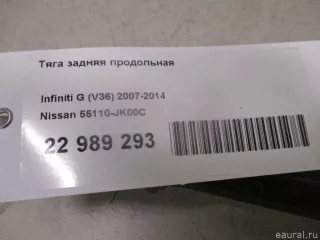 Тяга задняя продольная
Infiniti G (V36) 2007-2014
Nissan 55110-JK00C
22 989 293
© eaural.ru